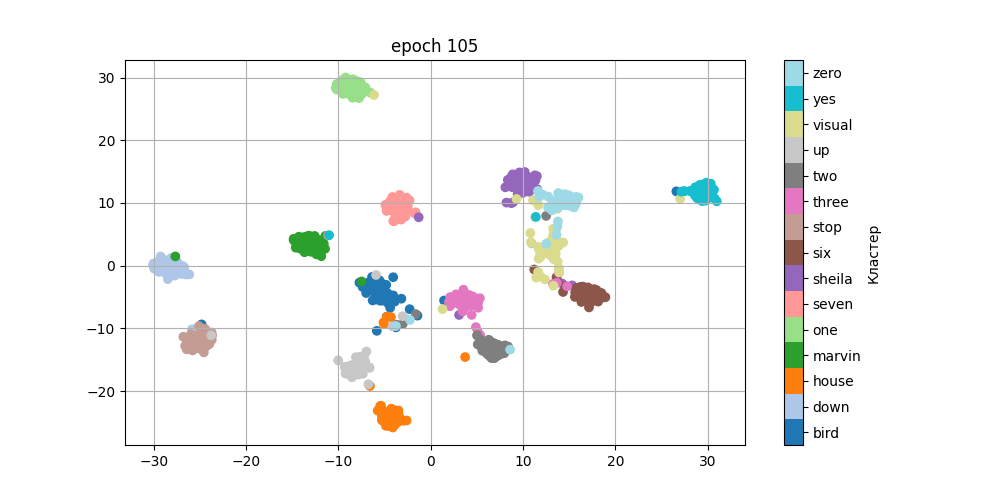 epoch 105
30
20
10
0
−10
−20
−30
−20
−10
0
10
20
30
zero
yes
visual
up
two
three
stop
six
sheila
seven
one
marvin
house
down
bird
Кластер